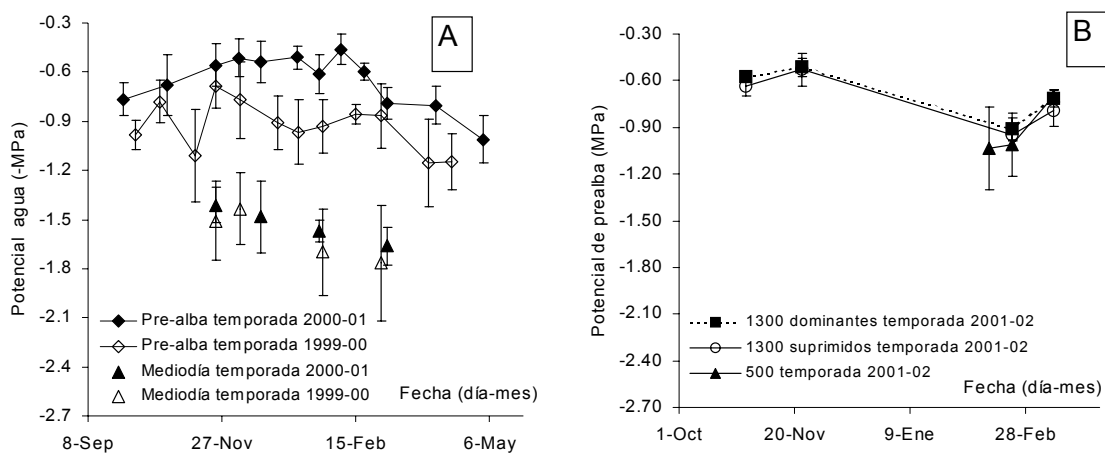 A
Potencial agua (-MPa)
-0.3
-0.6
-0.9
-1.2
-1.5
-1.8
-2.1
-2.4
-2.7
Pre-alba temporada 2000-01
Pre-alba temporada 1999-00
Mediodía temporada 2000-01
Mediodía temporada 1999-00
Fecha (día-mes)
8-Sep 27-Nov 15-Feb 6-May
B
Potencial de prealba (MPa)
-0.30
-0.60
-0.90
-1.20
-1.50
-1.80
-2.10
-2.40
-2.70
1300 dominantes temporada 2001-02
1300 suprimidos temporada 2001-02
500 temporada 2001-02
Fecha (día-mes)
1-Oct 20-Nov 9-Ene 28-Feb